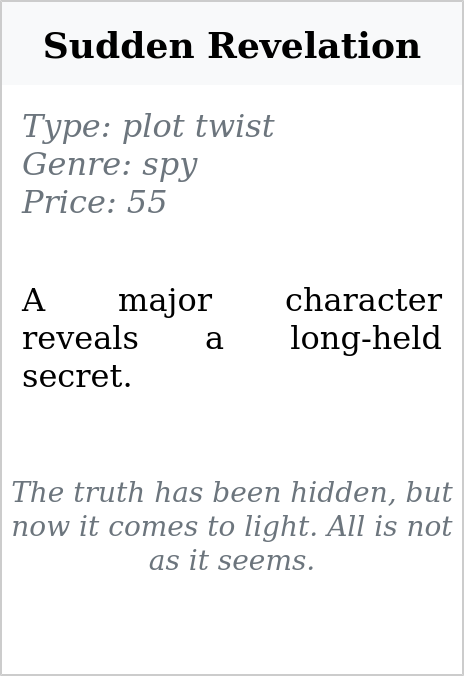 Sudden Revelation
Type: plot twist
Genre: spy
Price: 55
A major character
reveals a long-held
secret.
The truth has been hidden, but
now it comes to light. All is not
as it seems.